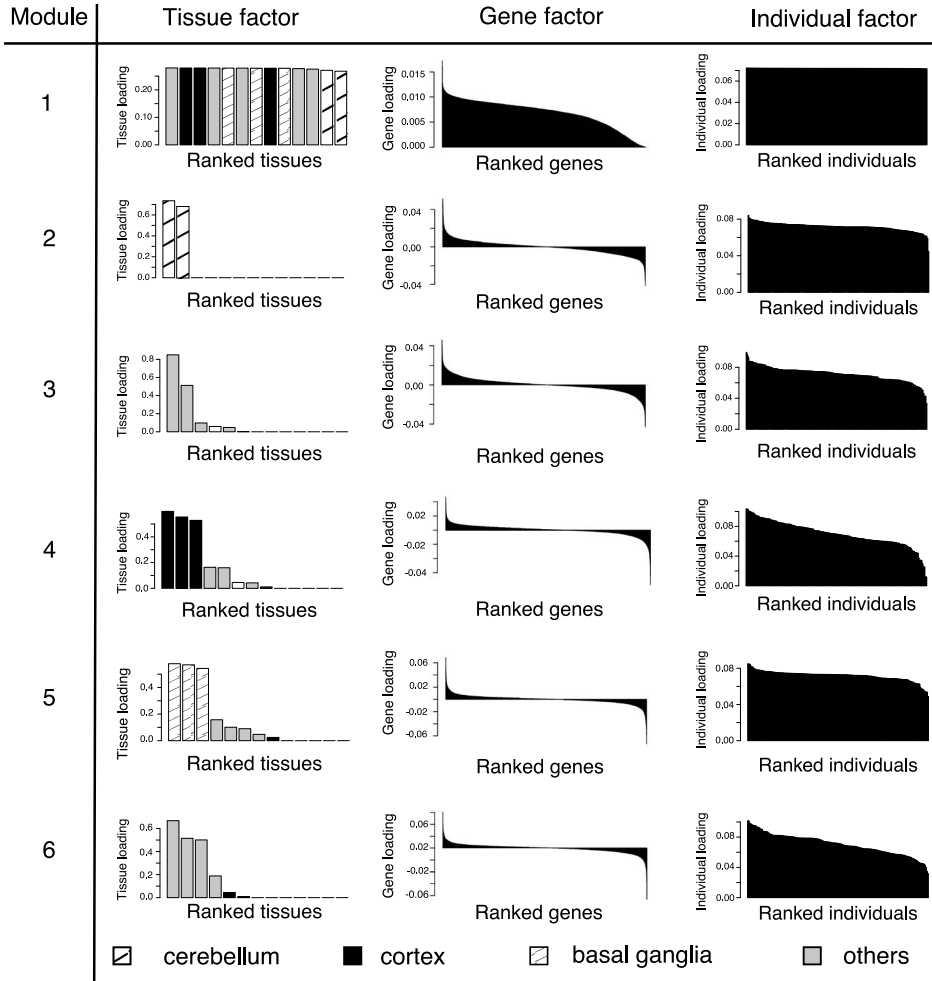 Module Tissue factor Gene factor Individual factor
1
Tissue loading 0.20 0.10 0.00 Ranked tissues
Gene loading 0,015 0,010 0.005 0.000 Ranked genes
Individual loading 0.06 0.04 0.02 0.00 Ranked individuals
2
Tissue loading 0.6 0.4 0.2 0.0 Ranked tissues
Gene loading 0.04 0,00 -0.04 Ranked genes
Individual loading 0.08 0.04 0.00 Ranked individuals
3
Tissue loading 0.8 0.6 0.4 0.2 0.0 Ranked tissues
Gene loading 0.04 0.00 -0.04 Ranked genes
Individual loading 0.08 0.04 0.00 Ranked individuals
4
Tissue loading 0.4 0.2 0.0 Ranked tissues
Gene loading 0.02 -0.02 -0.04 Ranked genes
Individual loading 0.08 0.04 0.00 Ranked individuals
5
Tissue loading 0.4 0.2 0.0 Ranked tissues
Gene loading 0.06 0.02 -0.02 -0.06 Ranked genes
Individual loading 0.08 0.04 0.00 Ranked individuals
6
Tissue loading 0.6 0.4 0.2 0.0 Ranked tissues
Gene loading 0.06 0.02 -0.02 -0.06 Ranked genes
Individual loading 0.08 0.04 0.00 Ranked individuals
cerebellum cortex basal ganglia others